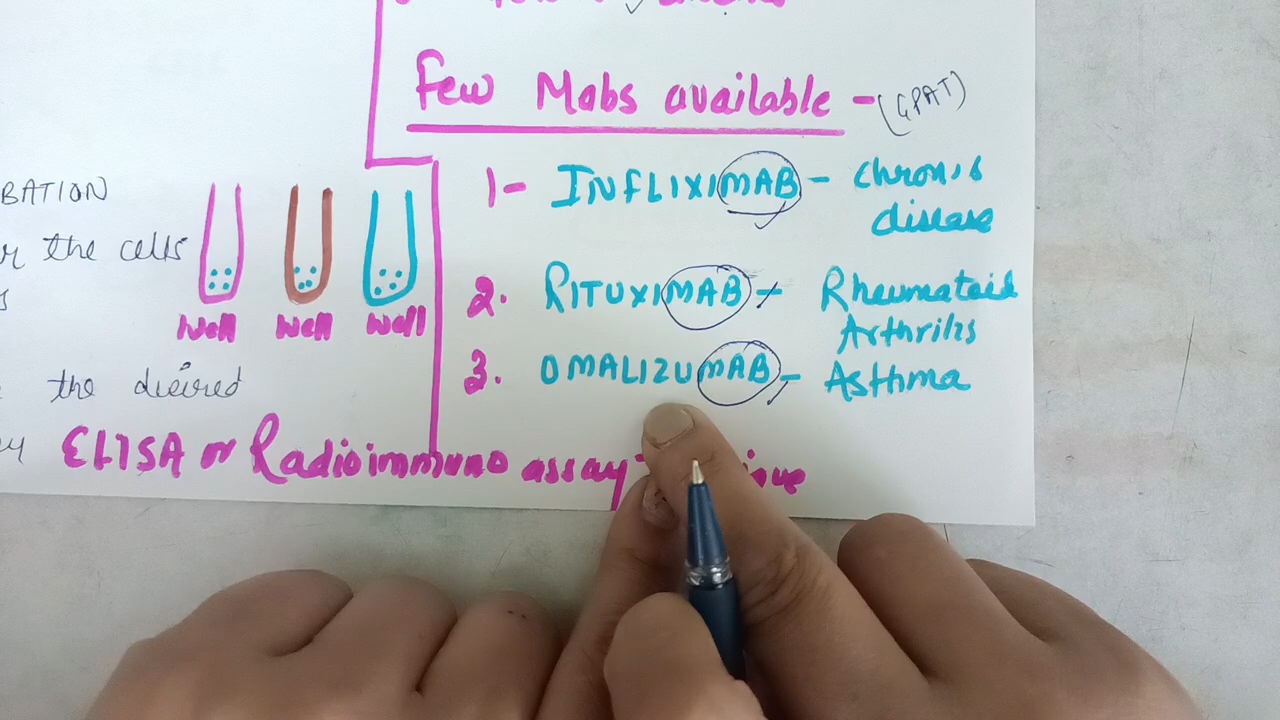 Few Mabs available - (GPAT)
1- INFLIXIMAB - Chronis
disease
2. RITUXIMAB - Rheumatoid
Arthritis
3. OMALIZUMAB - Asthma
BATION
the cells
Well Well Well
the desired
ELISA or Radioimmuno assay